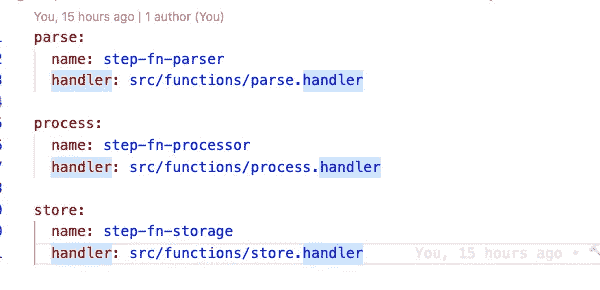 You, 15 hours ago | 1 author (You)
parse:
name: step-fn-parser
handler: src/functions/parse.handler
process:
name: step-fn-processor
handler: src/functions/process.handler
store:
name: step-fn-storage
handler: src/functions/store.handler You, 15 hours ago •